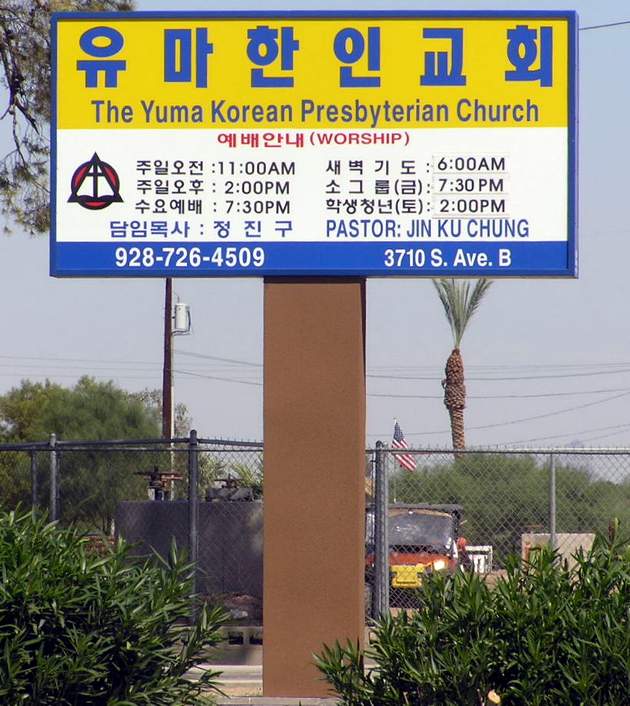 유마한인교회
The Yuma Korean Presbyterian Church
예배안내(WORSHIP)
주일오전 : 11:00AM 새벽기도 : 6:00AM
주일오후 : 2:00PM 소그룹(금) : 7:30 PM
수요예배 : 7:30PM 학생청년(토) : 2:00PM
담임목사 : 정 진 구 PASTOR: JIN KU CHUNG
928-726-4509 3710 S. Ave. B